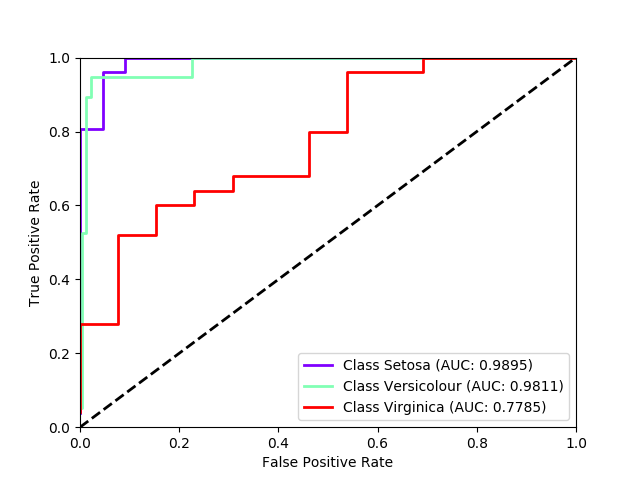 1.0
0.8
0.6
0.4
0.2
0.0
True Positive Rate
Class Setosa (AUC: 0.9895)
Class Versicolour (AUC: 0.9811)
Class Virginica (AUC: 0.7785)
0.0 0.2 0.4 0.6 0.8 1.0
False Positive Rate